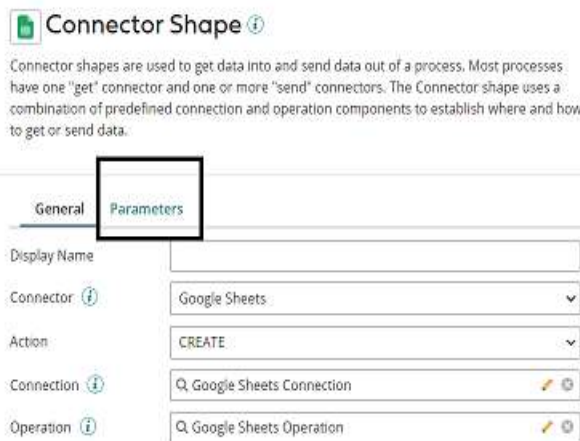 Connector Shape
Connector shapes are used to get data into and send data out of a process. Most processes
have one "get" connector and one or more "send" connectors. The Connector shape uses a
combination of predefined connection and operation components to establish where and how
to get or send data.
General Parameters
Display Name
Connector Google Sheets
Action CREATE
Connection Google Sheets Connection
Operation Google Sheets Operation